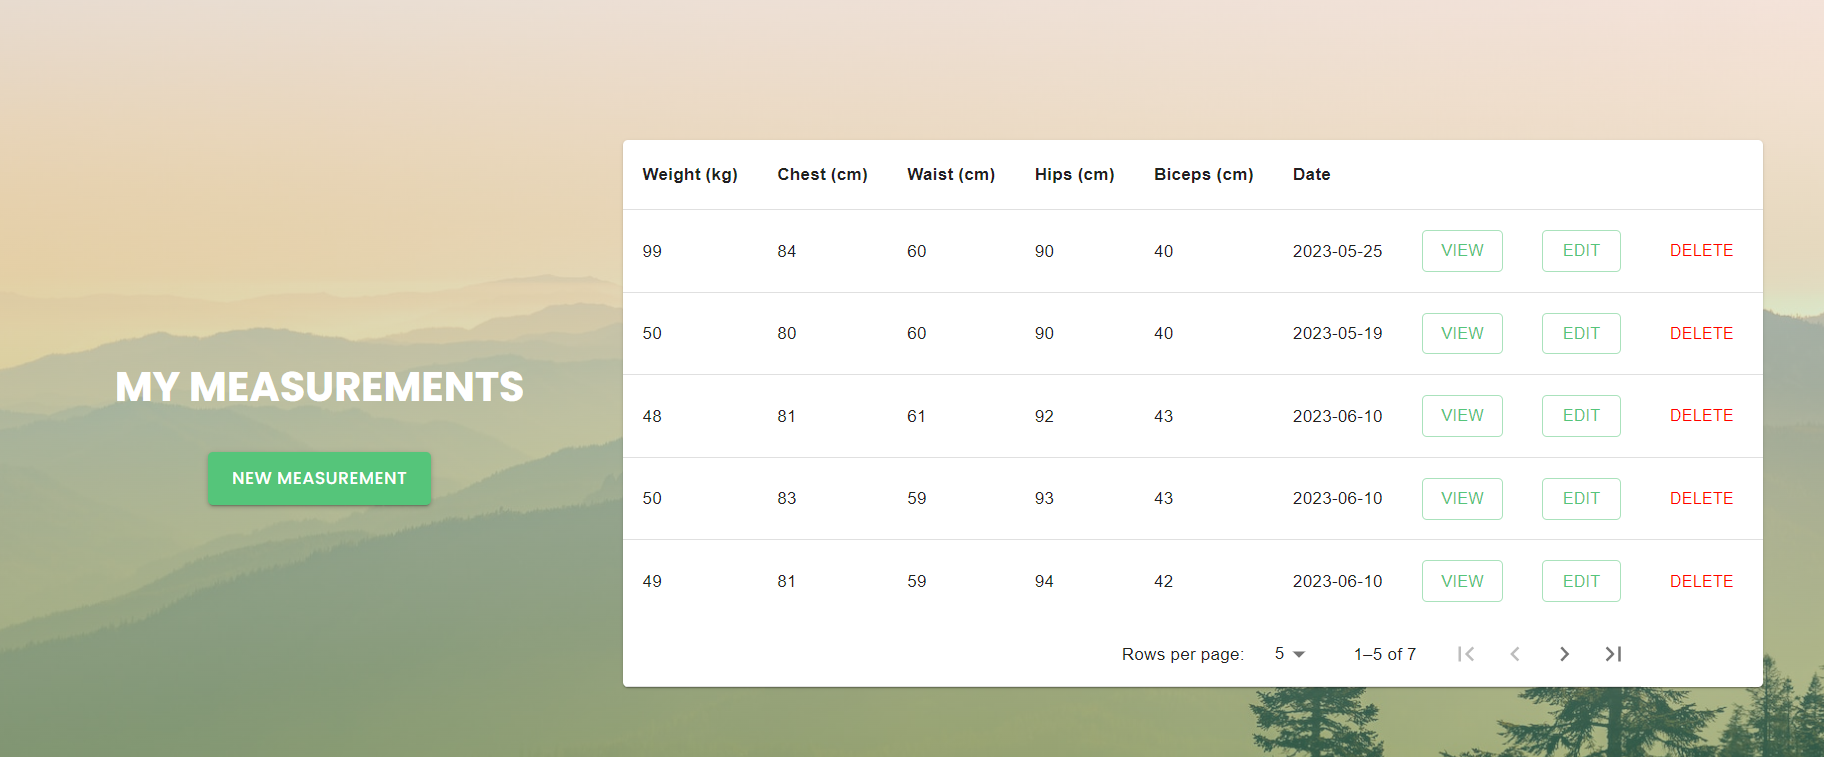 MY MEASUREMENTS
NEW MEASUREMENT
Weight (kg) Chest (cm) Waist (cm) Hips (cm) Biceps (cm) Date
99 84 60 90 40 2023-05-25 VIEW EDIT DELETE
50 80 60 90 40 2023-05-19 VIEW EDIT DELETE
48 81 61 92 43 2023-06-10 VIEW EDIT DELETE
50 83 59 93 43 2023-06-10 VIEW EDIT DELETE
49 81 59 94 42 2023-06-10 VIEW EDIT DELETE
Rows per page: 5 1–5 of 7